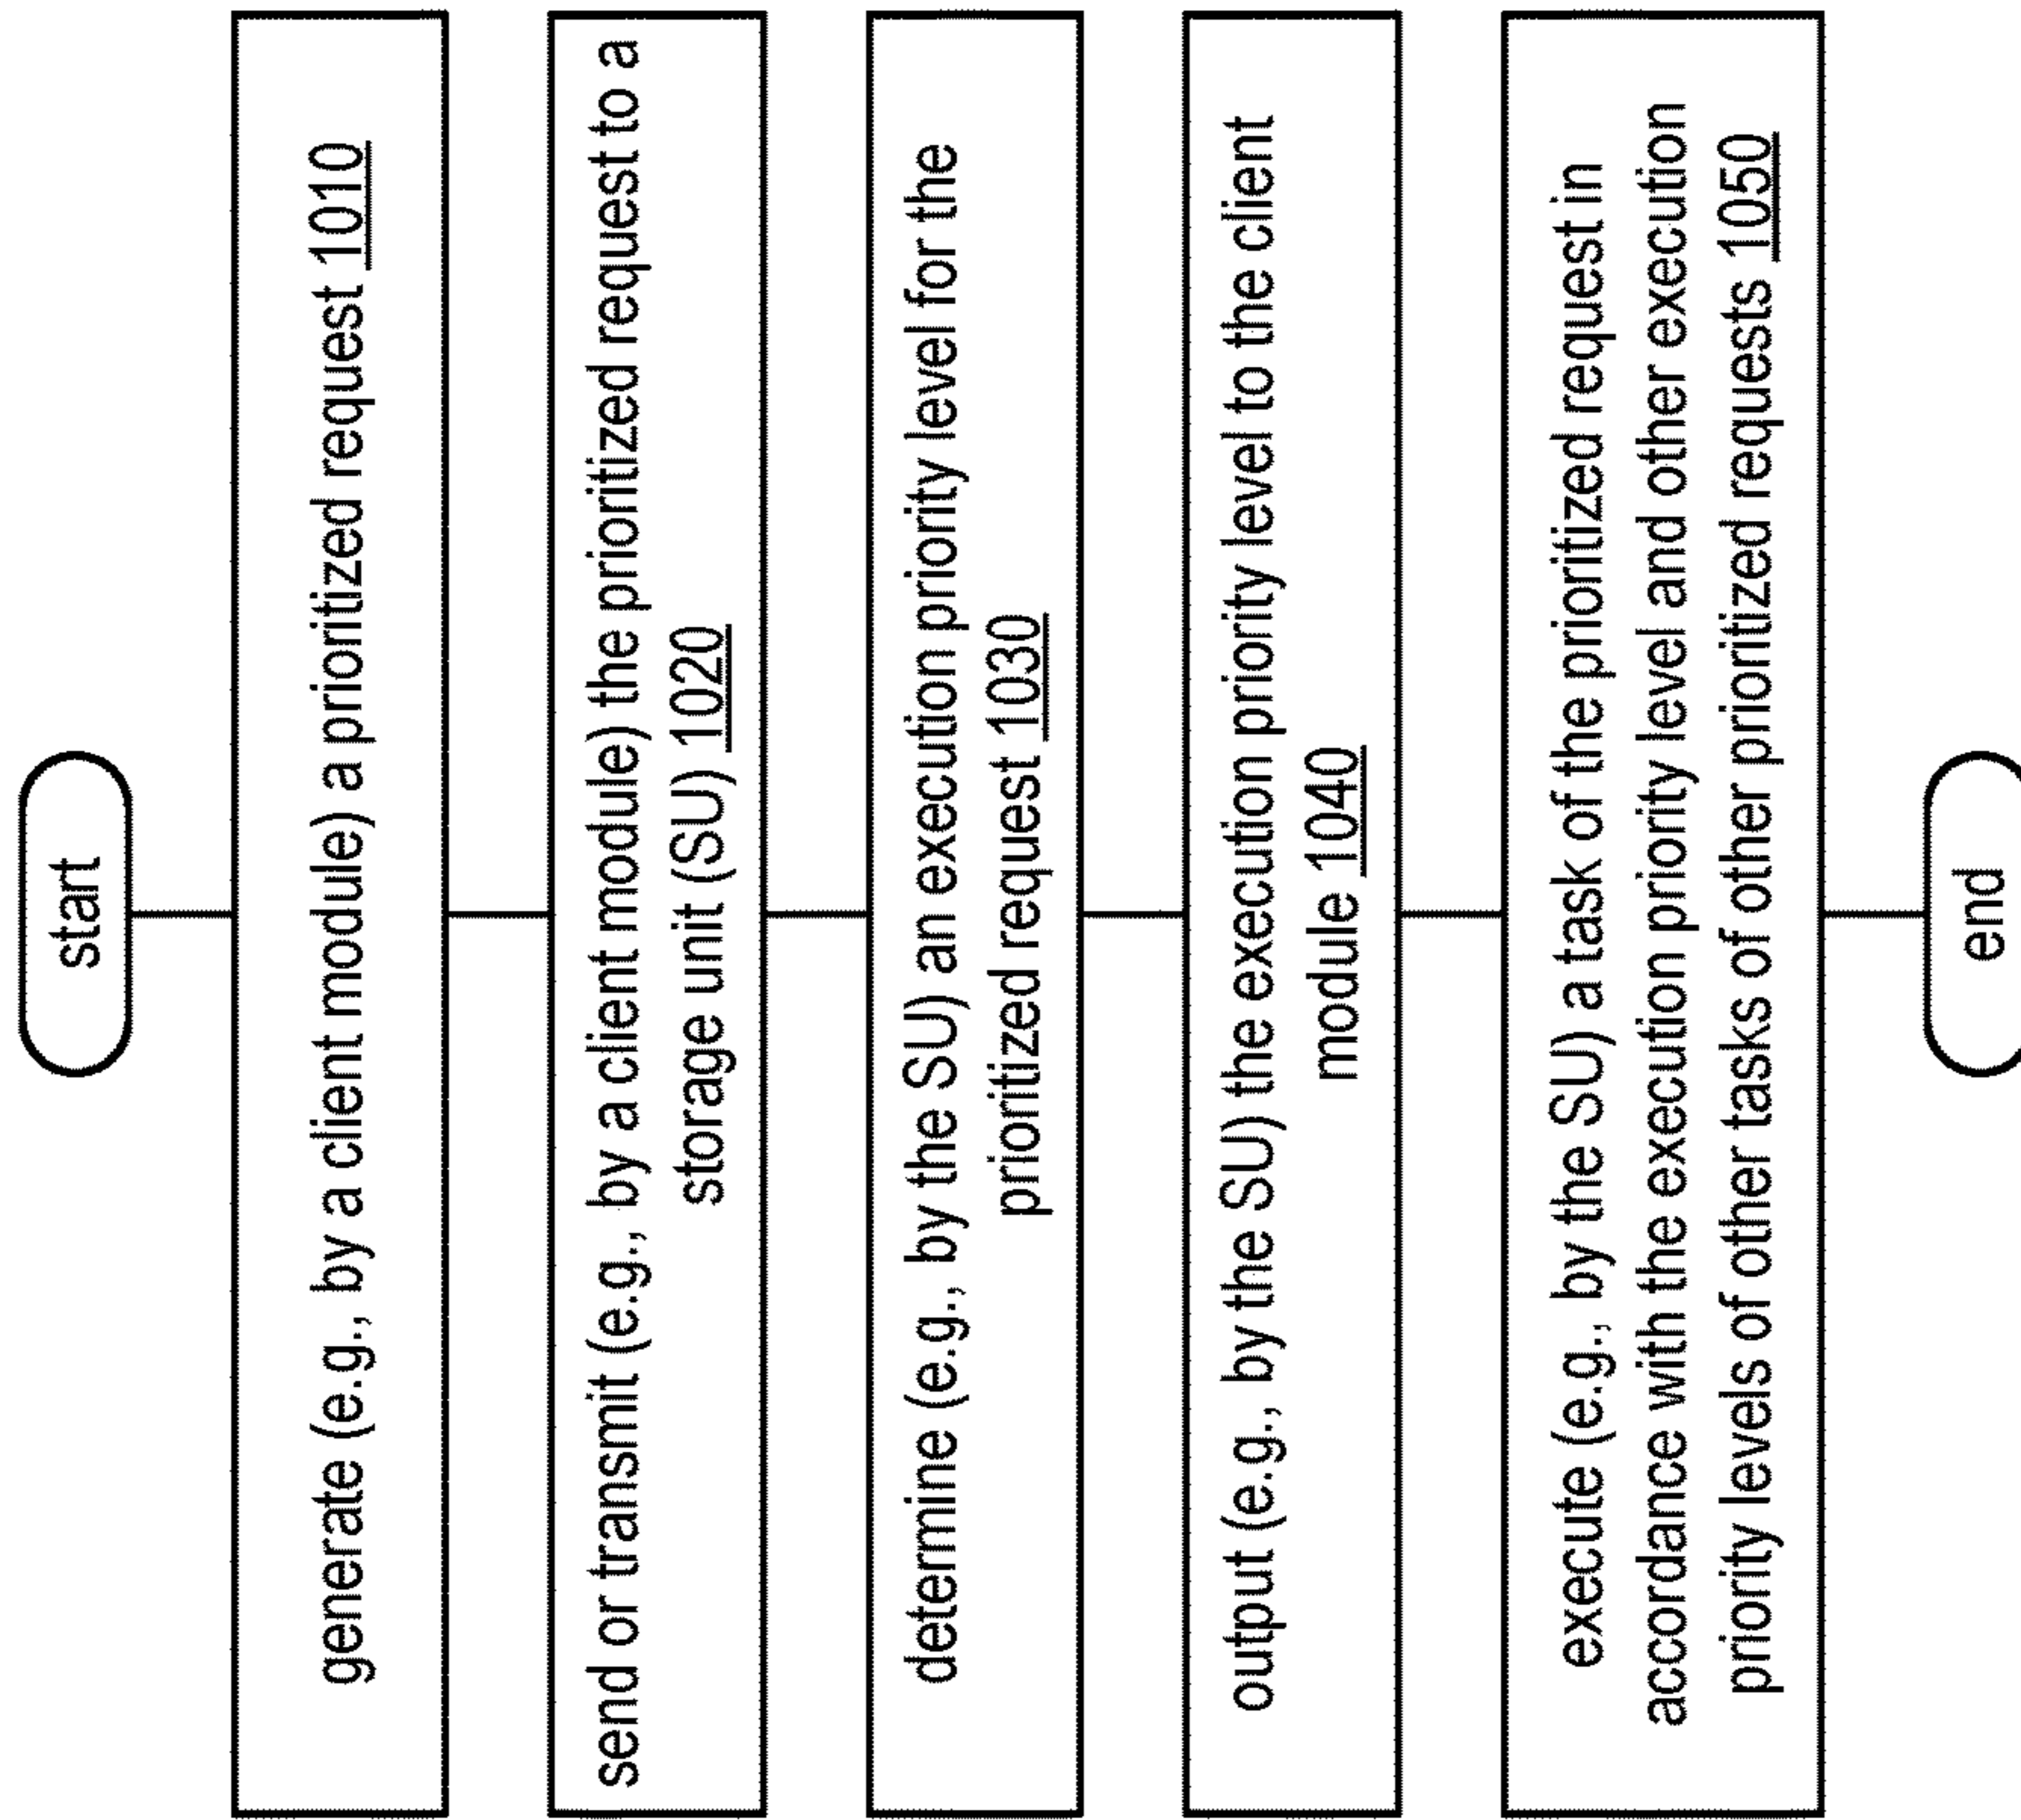 start
generate (e.g., by a client module) a prioritized request 1010
send or transmit (e.g., by a client module) the prioritized request to a
storage unit (SU) 1020
determine (e.g., by the SU) an execution priority level for the
prioritized request 1030
output (e.g., by the SU) the execution priority level to the client
module 1040
execute (e.g., by the SU) a task of the prioritized request in
accordance with the execution priority level and other execution
priority levels of other tasks of other prioritized requests 1050
end